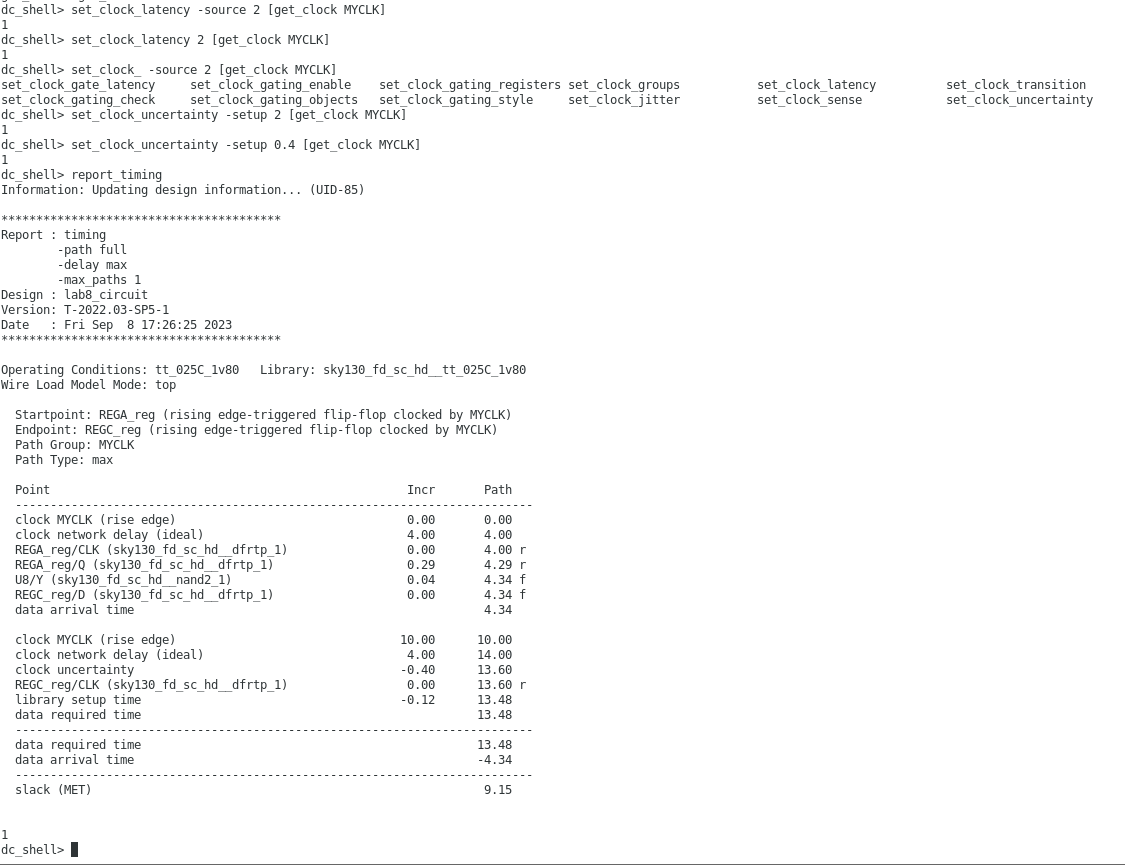 dc_shell> set_clock_latency -source 2 [get_clock MYCLK]
1
dc_shell> set_clock_latency 2 [get_clock MYCLK]
1
dc_shell> set_clock_ -source 2 [get_clock MYCLK]
set_clock_gate_latency     set_clock_gating_enable    set_clock_gating_registers set_clock_groups           set_clock_latency          set_clock_transition
set_clock_gating_check     set_clock_gating_objects   set_clock_gating_style     set_clock_jitter           set_clock_sense            set_clock_uncertainty
dc_shell> set_clock_uncertainty -setup 2 [get_clock MYCLK]
1
dc_shell> set_clock_uncertainty -setup 0.4 [get_clock MYCLK]
1
dc_shell> report_timing
Information: Updating design information... (UID-85)

****************************************
Report : timing
        -path full
        -delay max
        -max_paths 1
Design : lab8_circuit
Version: T-2022.03-SP5-1
Date   : Fri Sep  8 17:26:25 2023
****************************************

Operating Conditions: tt_025C_1v80   Library: sky130_fd_sc_hd__tt_025C_1v80
Wire Load Model Mode: top

  Startpoint: REGA_reg (rising edge-triggered flip-flop clocked by MYCLK)
  Endpoint: REGC_reg (rising edge-triggered flip-flop clocked by MYCLK)
  Path Group: MYCLK
  Path Type: max

  Point                                                   Incr       Path
  --------------------------------------------------------------------------
  clock MYCLK (rise edge)                                 0.00       0.00
  clock network delay (ideal)                             4.00       4.00
  REGA_reg/CLK (sky130_fd_sc_hd__dfrtp_1)                 0.00       4.00 r
  REGA_reg/Q (sky130_fd_sc_hd__dfrtp_1)                   0.29       4.29 r
  U8/Y (sky130_fd_sc_hd__nand2_1)                         0.04       4.34 f
  REGC_reg/D (sky130_fd_sc_hd__dfrtp_1)                   0.00       4.34 f
  data arrival time                                                  4.34

  clock MYCLK (rise edge)                                10.00      10.00
  clock network delay (ideal)                             4.00      14.00
  clock uncertainty                                      -0.40      13.60
  REGC_reg/CLK (sky130_fd_sc_hd__dfrtp_1)                 0.00      13.60 r
  library setup time                                     -0.12      13.48
  data required time                                                13.48
  --------------------------------------------------------------------------
  data required time                                                13.48
  data arrival time                                                 -4.34
  --------------------------------------------------------------------------
  slack (MET)                                                        9.15

1
dc_shell>